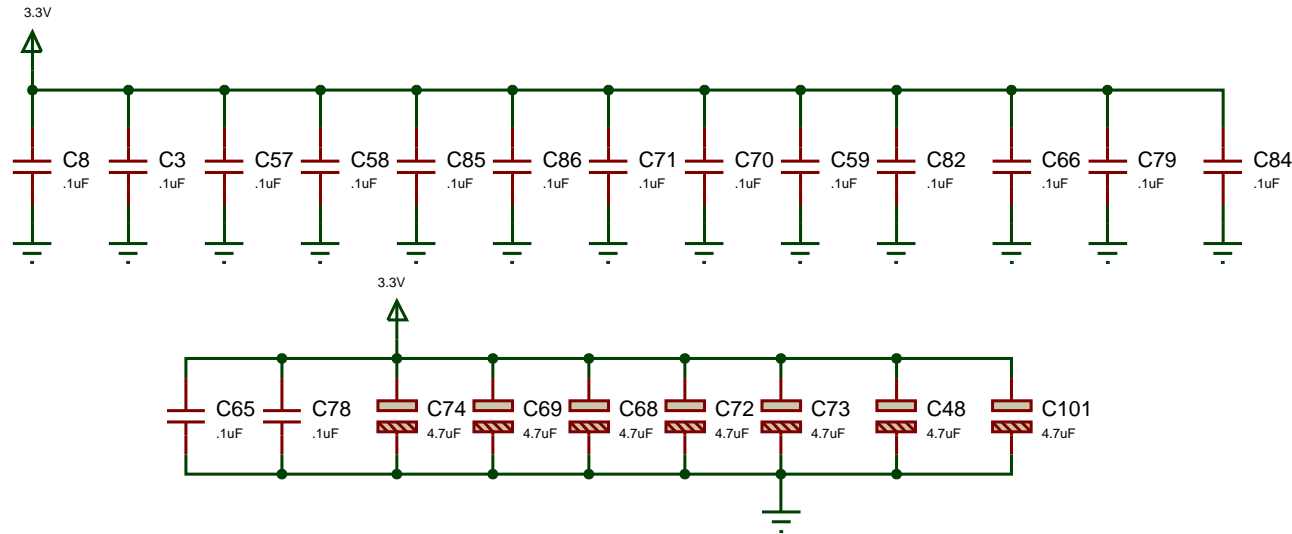 3.3V
C8 C3 C57 C58 C85 C86 C71 C70 C59 C82 C66 C79 C84
.1uF .1uF .1uF .1uF .1uF .1uF .1uF .1uF .1uF .1uF .1uF .1uF .1uF
3.3V
C65 C78 C74 C69 C68 C72 C73 C48 C101
.1uF .1uF 4.7uF 4.7uF 4.7uF 4.7uF 4.7uF 4.7uF 4.7uF